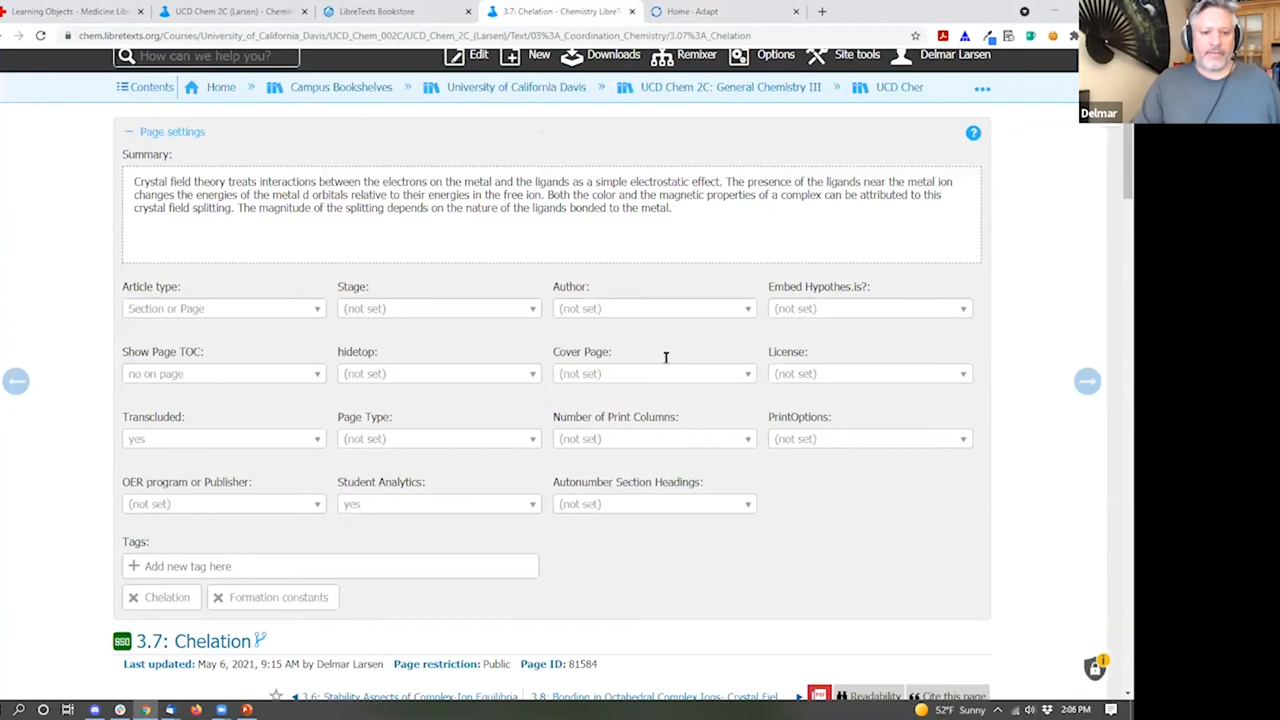 Learning Objects - Medicine Libr
UCD Chem 2C (Larsen) - Chemist
LibreTexts Bookstore
3.7: Chelation - Chemistry LibreT
Home - Adapt
chem.libretexts.org/Courses/University_of_California_Davis/UCD_Chem_002C/UCD_Chem_2C_(Larsen)/Text/03%3A_Coordination_Chemistry/3.07%3A_Chelation
How can we help you?
Edit
New
Downloads
Remixer
Options
Site tools
Delmar Larsen
Contents
Home
»
Campus Bookshelves
»
University of California Davis
»
UCD Chem 2C: General Chemistry III
»
UCD Cher
Delmar
Page settings
Summary:
Crystal field theory treats interactions between the electrons on the metal and the ligands as a simple electrostatic effect. The presence of the ligands near the metal ion
changes the energies of the metal d orbitals relative to their energies in the free ion. Both the color and the magnetic properties of a complex can be attributed to this
crystal field splitting. The magnitude of the splitting depends on the nature of the ligands bonded to the metal.
Article type:
Stage:
Author:
Embed Hypothes.is?:
Section or Page
(not set)
(not set)
(not set)
Show Page TOC:
hidetop:
Cover Page:
License:
no on page
(not set)
(not set)
(not set)
Transcluded:
Page Type:
Number of Print Columns:
PrintOptions:
yes
(not set)
(not set)
(not set)
OER program or Publisher:
Student Analytics:
Autonumber Section Headings:
(not set)
yes
(not set)
Tags:
Add new tag here
Chelation
Formation constants
3.7: Chelation
Last updated: May 6, 2021, 9:15 AM by Delmar Larsen Page restriction: Public Page ID: 81584
3.6: Stability Aspects of Complex-Ion Equilibria
3.8: Bonding in Octahedral Complex Ions- Crystal Fiel
Readability
Cite this page
52°F Sunny
2:06 PM